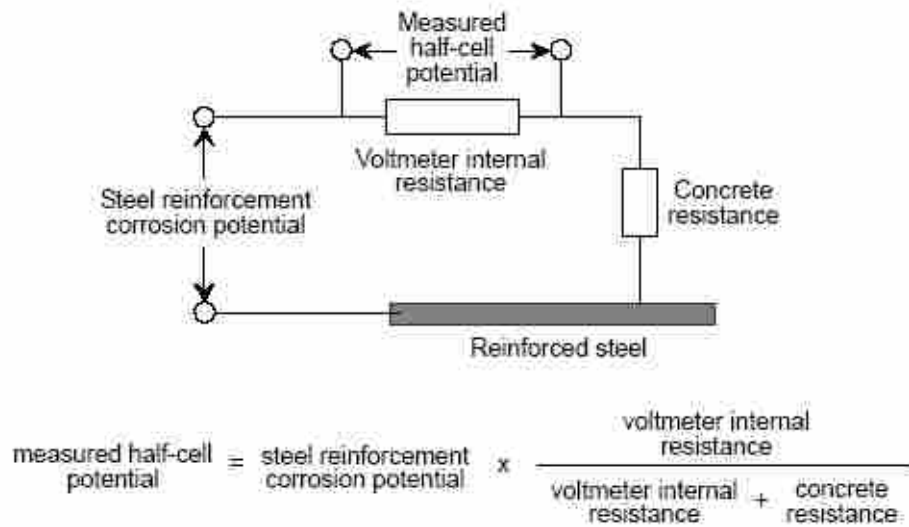 Measured
half-cell
potential
Voltmeter internal
resistance
Steel reinforcement
corrosion potential
Concrete
resistance
Reinforced steel
measured half-cell
potential
=
steel reinforcement
corrosion potential
x
voltmeter internal
resistance
voltmeter internal
resistance
+
concrete
resistance